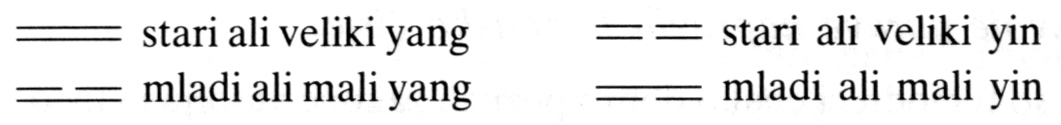 stari ali veliki yang
mladi ali mali yang
stari ali veliki yin
mladi ali mali yin